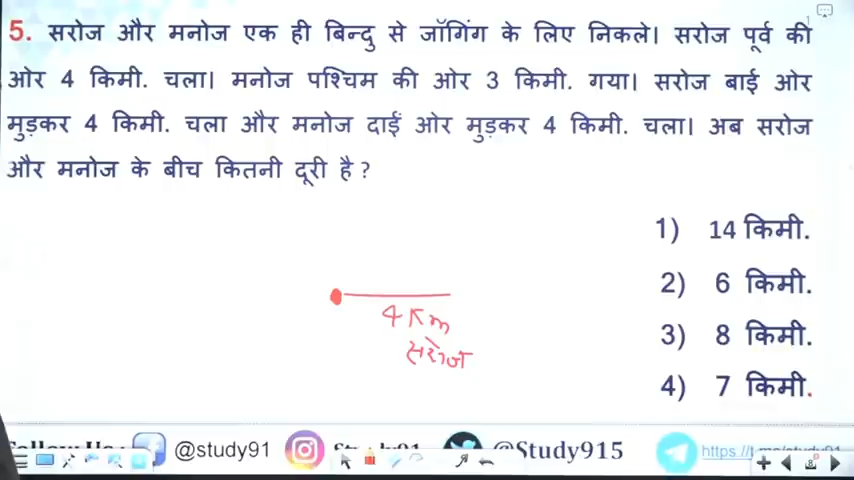 5. सरोज और मनोज एक ही बिन्दु से जॉगिंग के लिए निकले। सरोज पूर्व की
ओर 4 किमी. चला। मनोज पश्चिम की ओर 3 किमी. गया। सरोज बाई ओर
मुड़कर 4 किमी. चला और मनोज दाईं ओर मुड़कर 4 किमी. चला। अब सरोज
और मनोज के बीच कितनी दूरी है ?
1) 14 किमी.
2) 6 किमी.
3) 8 किमी.
4) 7 किमी.
4 Km
सरोज
@study91
@Study915